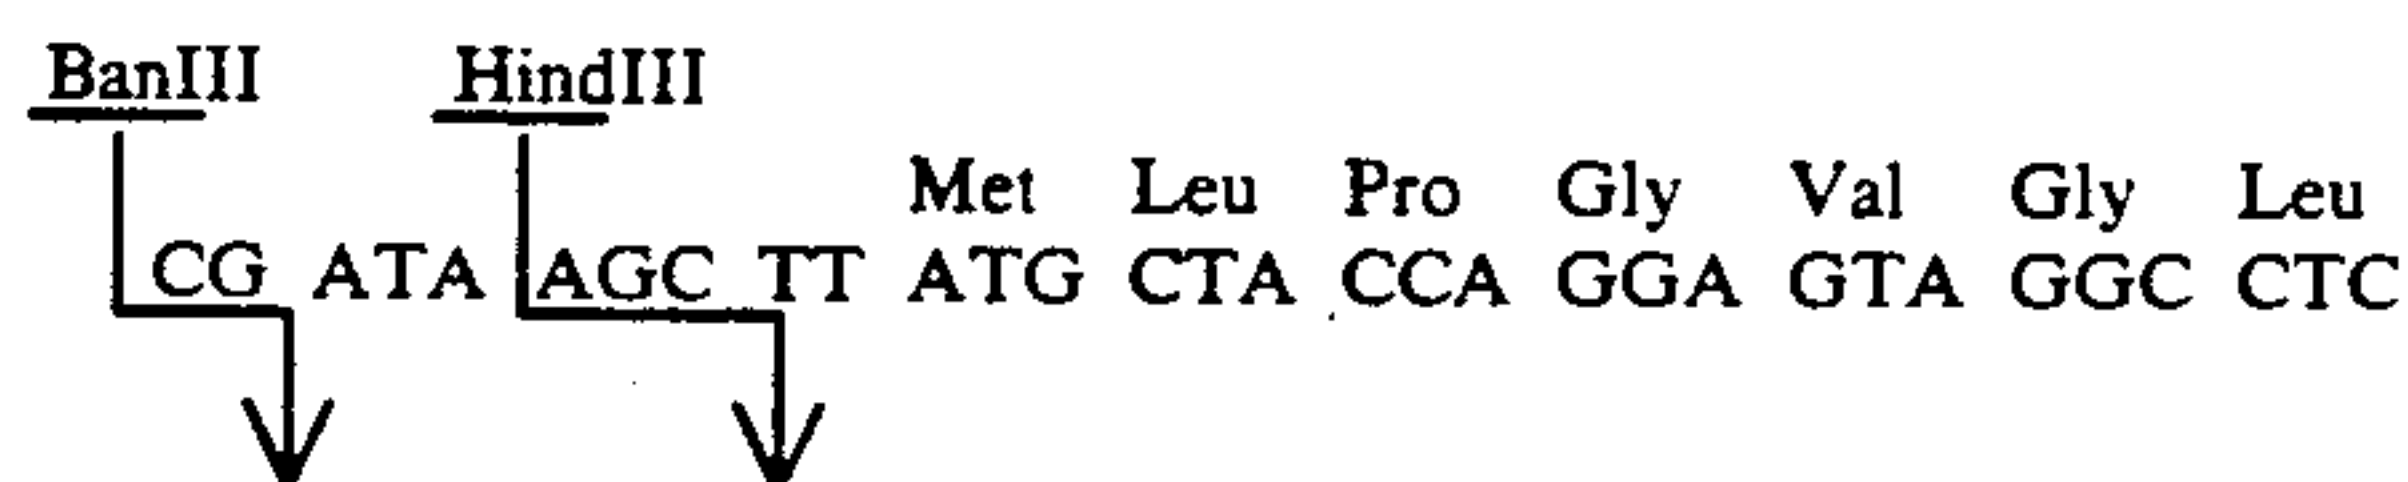 BanIII HindIII
Met Leu Pro Gly Val Gly Leu
CG ATA AGC TT ATG CTA CCA GGA GTA GGC CTC